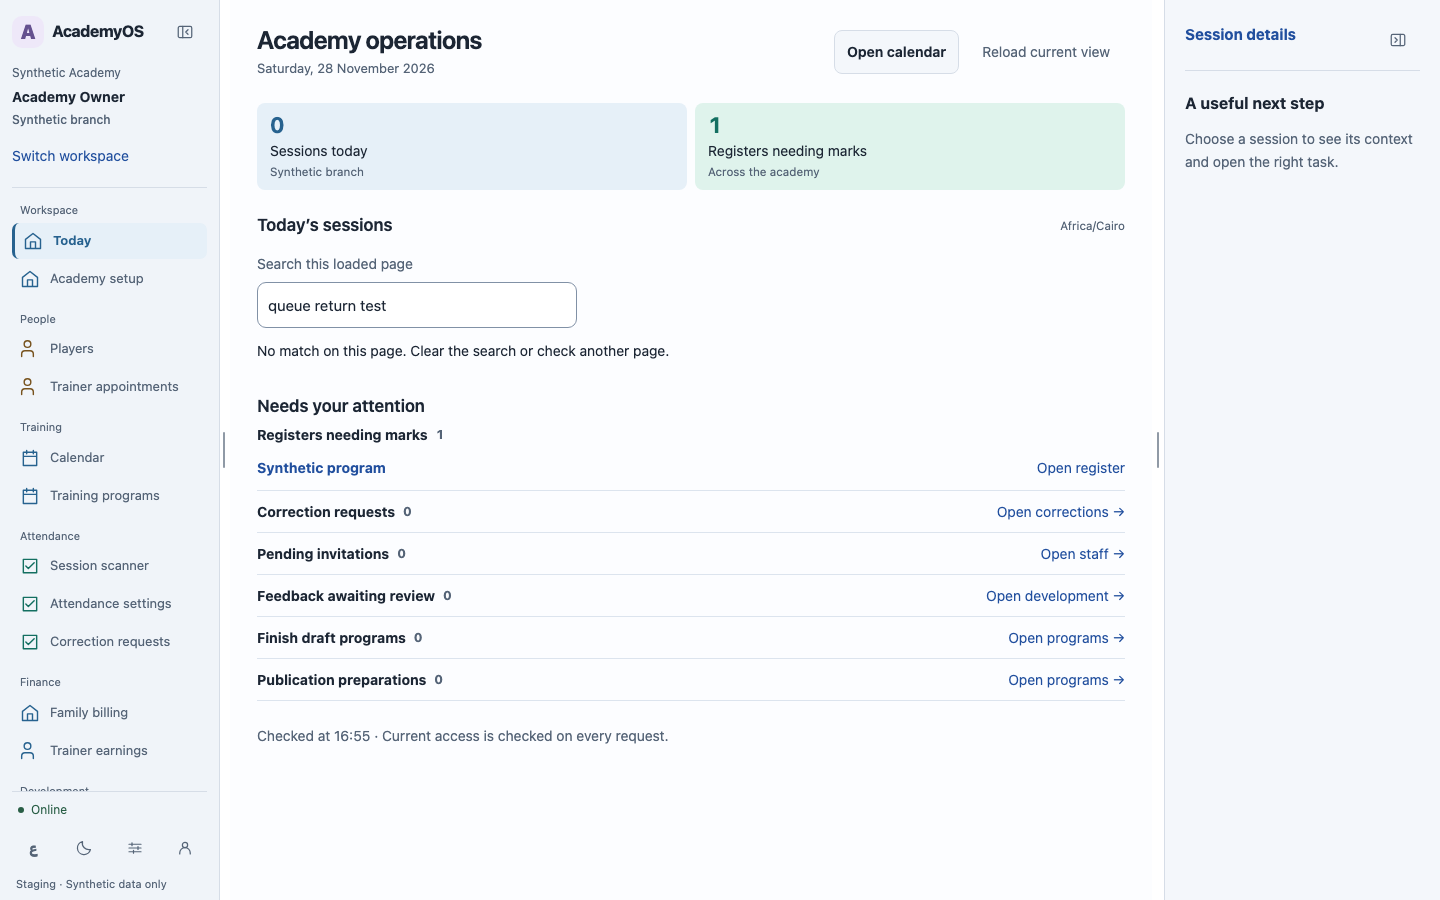 A AcademyOS
Synthetic Academy
Academy Owner
Synthetic branch
Switch workspace
Workspace
Today
Academy setup
People
Players
Trainer appointments
Training
Calendar
Training programs
Attendance
Session scanner
Attendance settings
Correction requests
Finance
Family billing
Trainer earnings
Development
Online
ع
Staging · Synthetic data only
Academy operations
Saturday, 28 November 2026
Open calendar
Reload current view
0
Sessions today
Synthetic branch
1
Registers needing marks
Across the academy
Today’s sessions
Africa/Cairo
Search this loaded page
queue return test
No match on this page. Clear the search or check another page.
Needs your attention
Registers needing marks 1
Synthetic program Open register
Correction requests 0 Open corrections →
Pending invitations 0 Open staff →
Feedback awaiting review 0 Open development →
Finish draft programs 0 Open programs →
Publication preparations 0 Open programs →
Checked at 16:55 · Current access is checked on every request.
Session details
A useful next step
Choose a session to see its context
and open the right task.